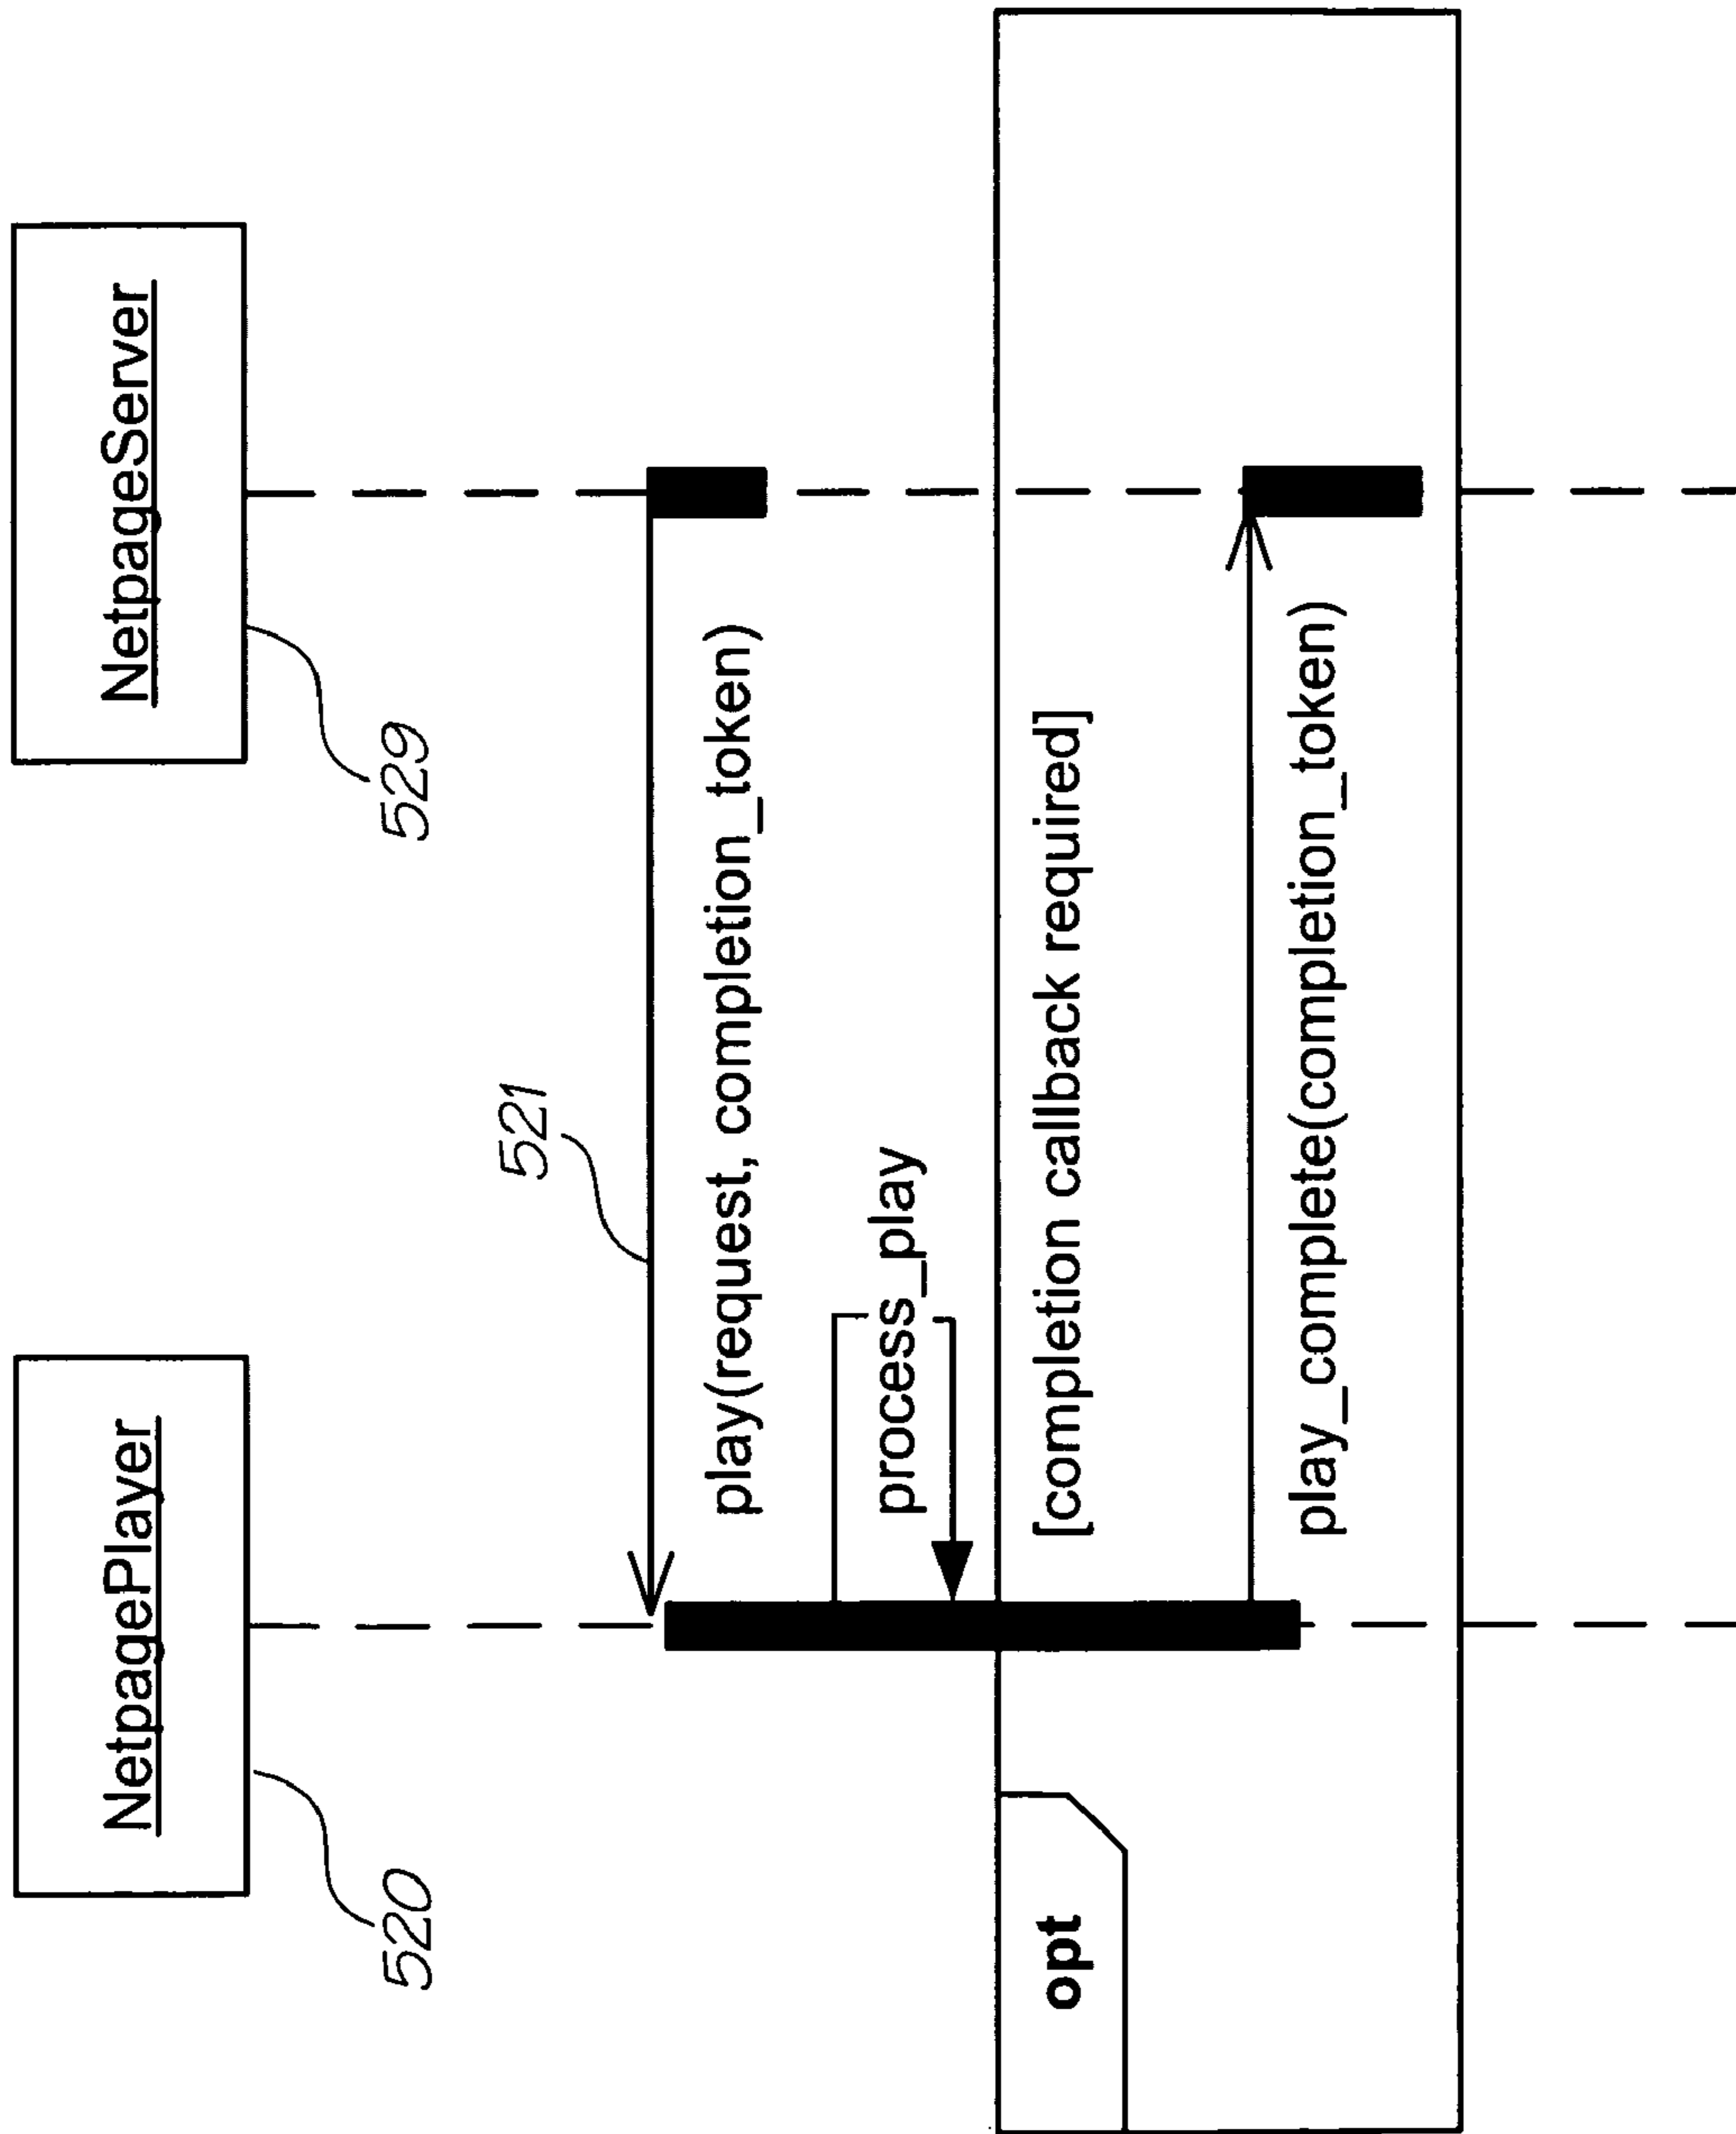 NetpagePlayer
NetpageServer
520
529
521
play(request, completion_token)
process_play
opt
[completion callback required]
play_complete(completion_token)